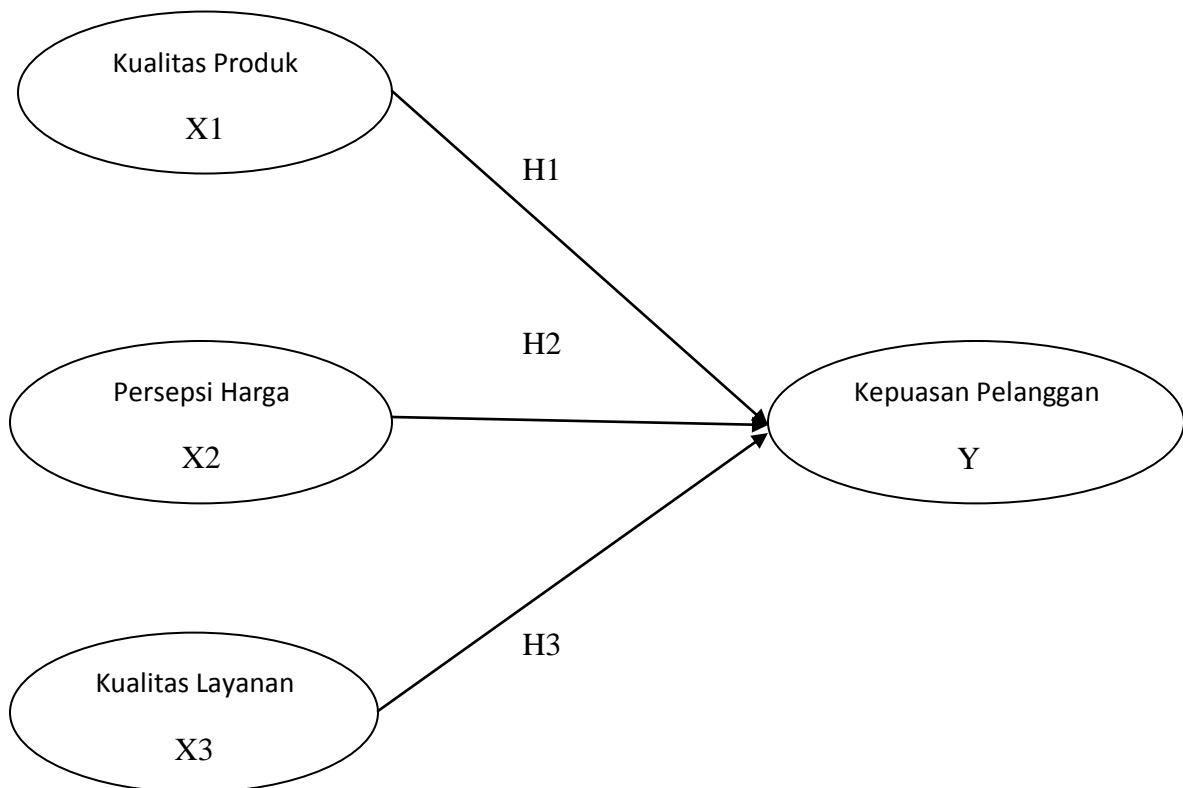 Kualitas Produk
X1
H1
H2
Persepsi Harga
X2
Kepuasan Pelanggan
Y
H3
Kualitas Layanan
X3